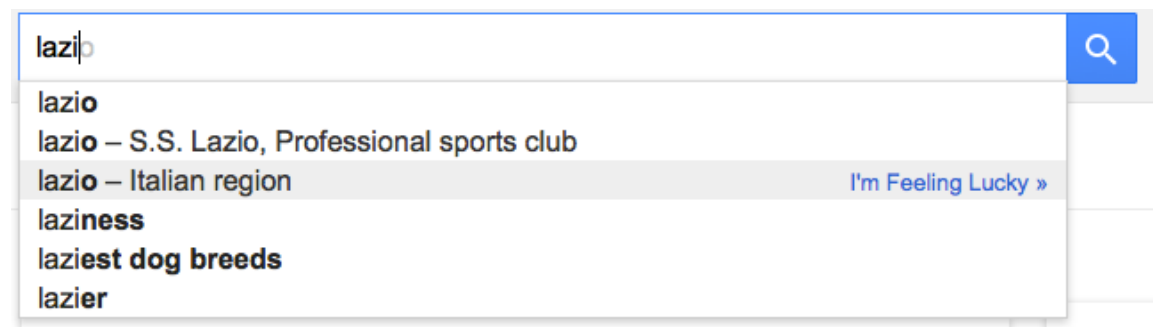 lazio
lazio
lazio – S.S. Lazio, Professional sports club
lazio – Italian region I'm Feeling Lucky »
laziness
laziest dog breeds
lazier